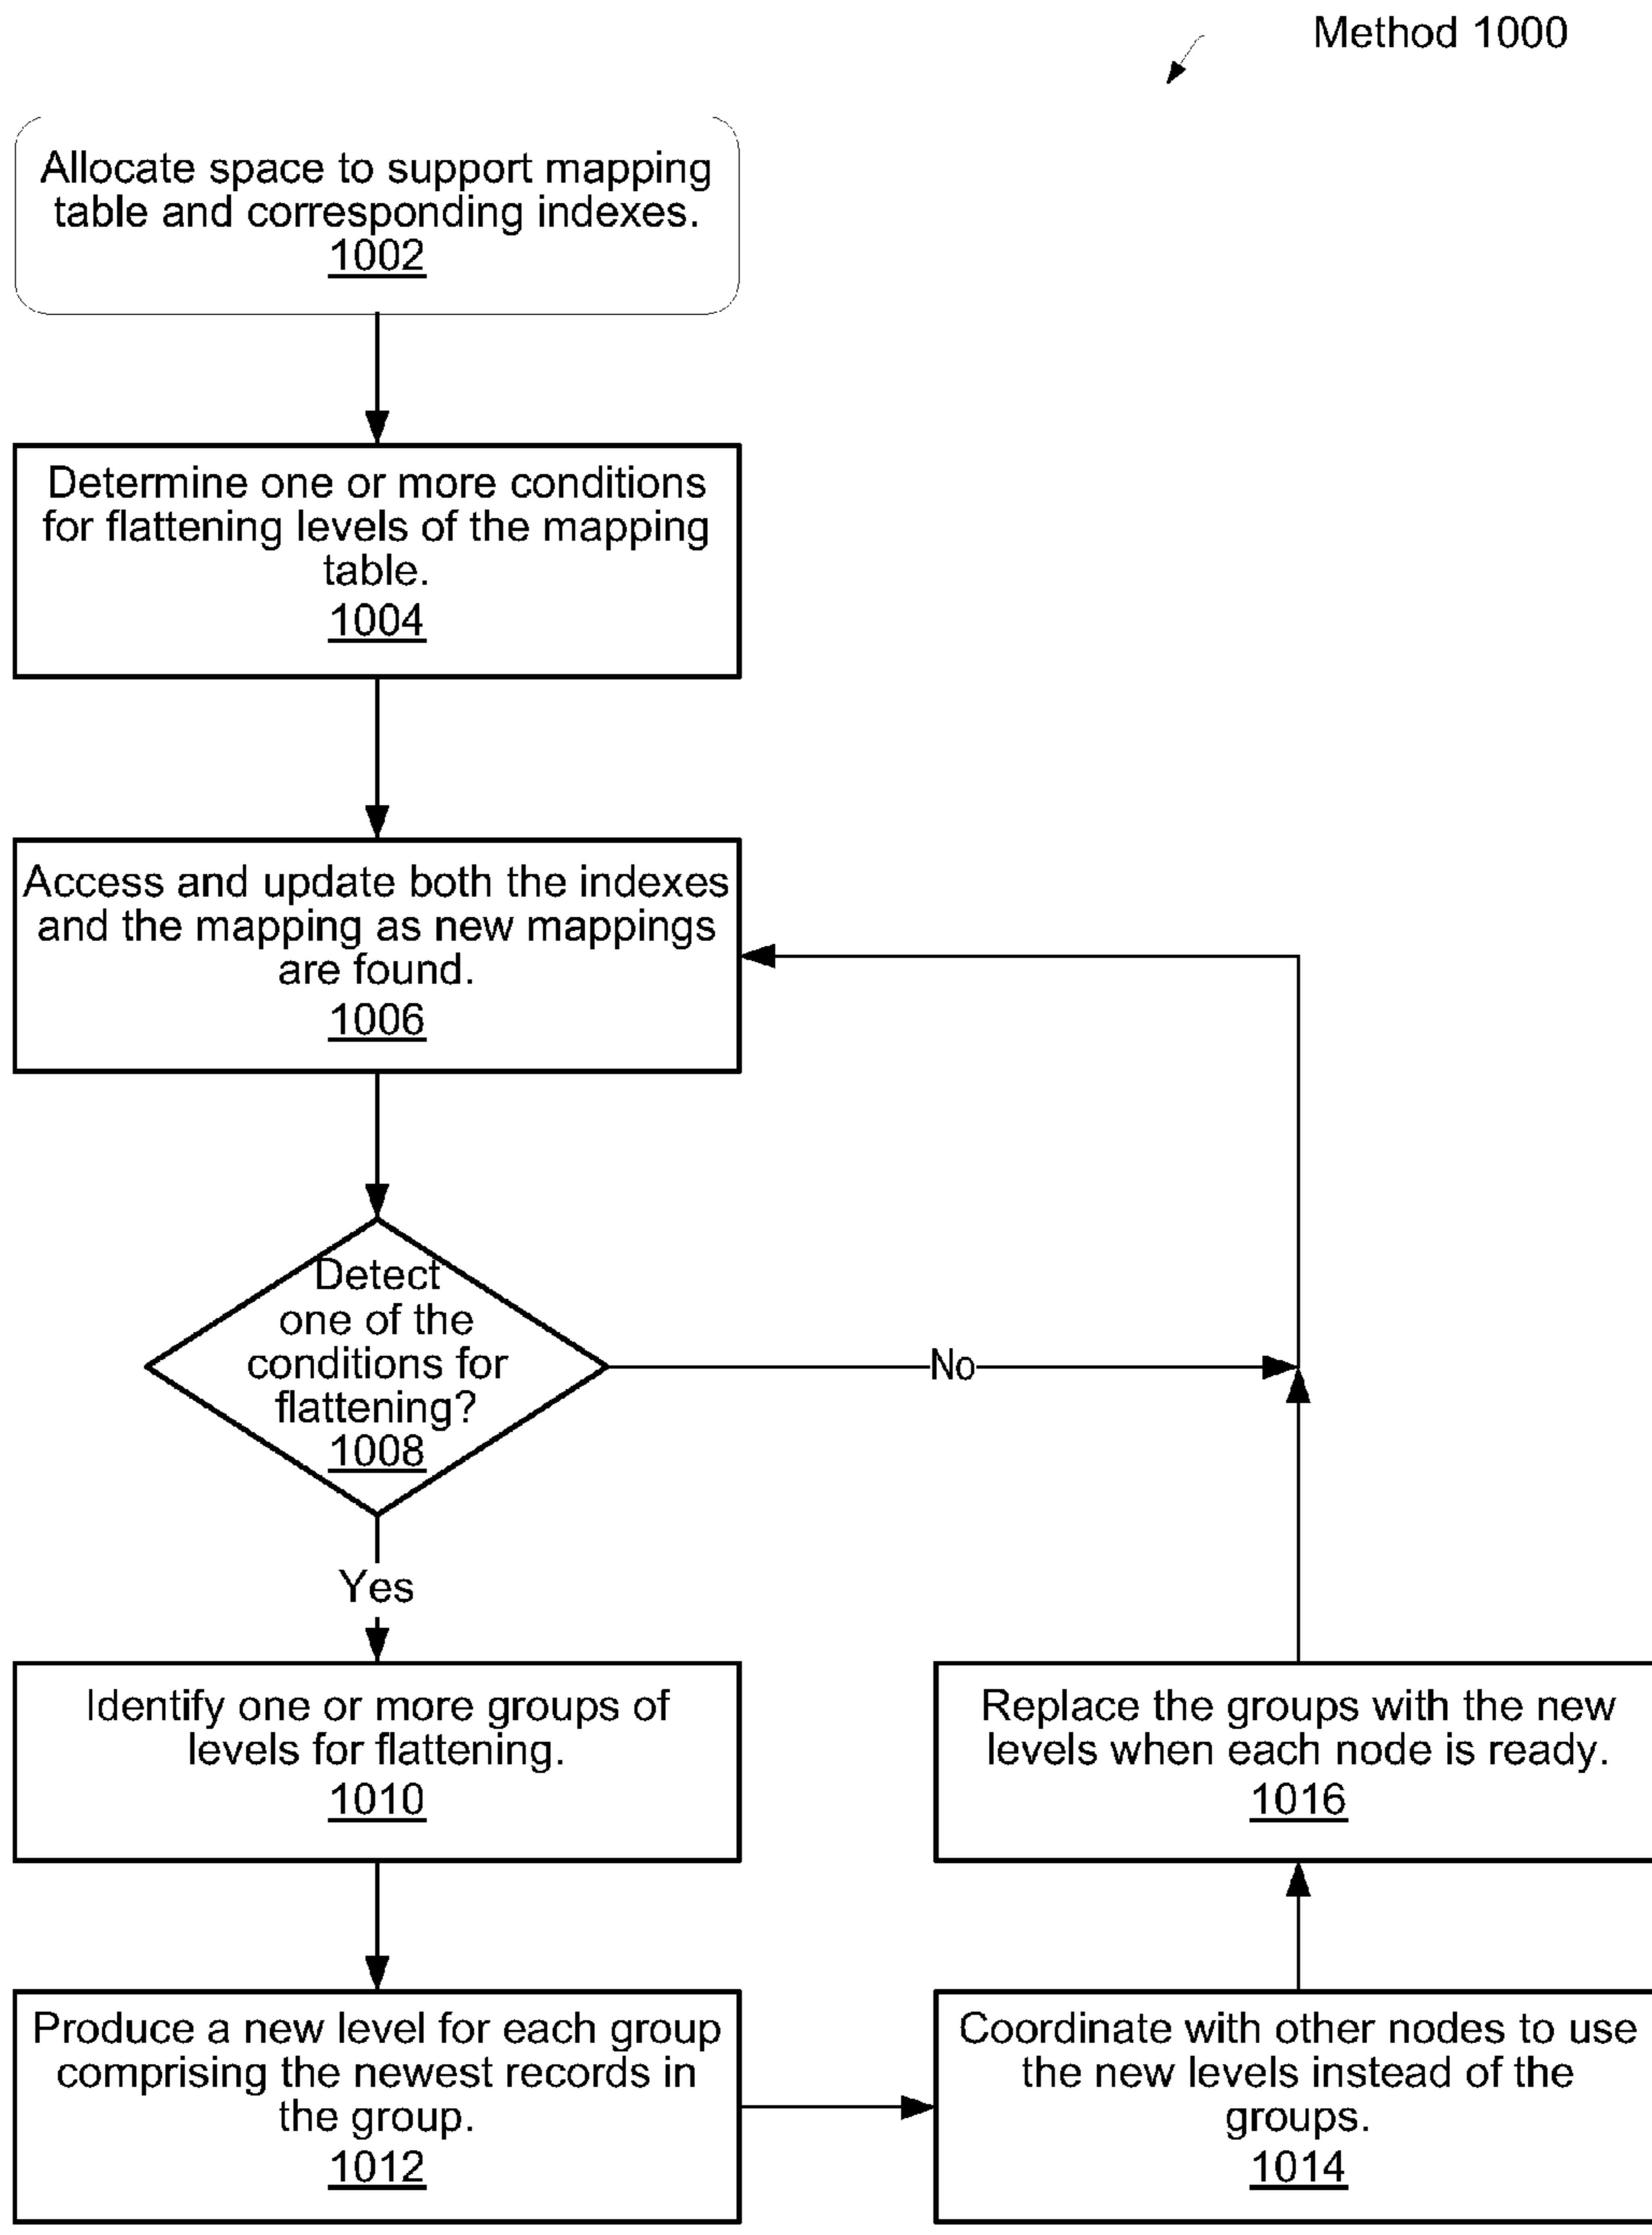 Method 1000
Allocate space to support mapping
table and corresponding indexes.
1002
Determine one or more conditions
for flattening levels of the mapping
table.
1004
Access and update both the indexes
and the mapping as new mappings
are found.
1006
Detect
one of the
conditions for
flattening?
1008
No
Yes
Identify one or more groups of
levels for flattening.
1010
Produce a new level for each group
comprising the newest records in
the group.
1012
Coordinate with other nodes to use
the new levels instead of the
groups.
1014
Replace the groups with the new
levels when each node is ready.
1016